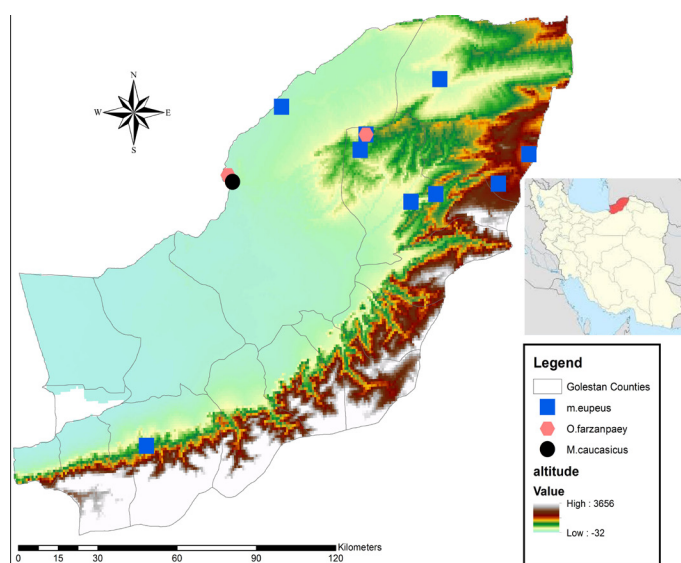 N
W E
S
Legend
Golestan Counties
m.eupeus
O.farzanpaey
M.caucasicus
altitude
Value
High : 3656
Low : -32
Kilometers
0 15 30 60 90 120